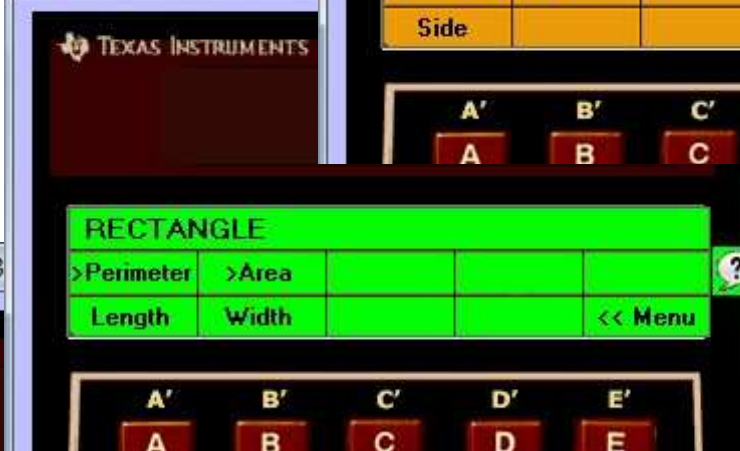 Side
TEXAS INSTRUMENTS
A′ B′ C′
A B C
RECTANGLE
>Perimeter >Area
?
Length Width << Menu
A′ B′ C′ D′ E′
A B C D E